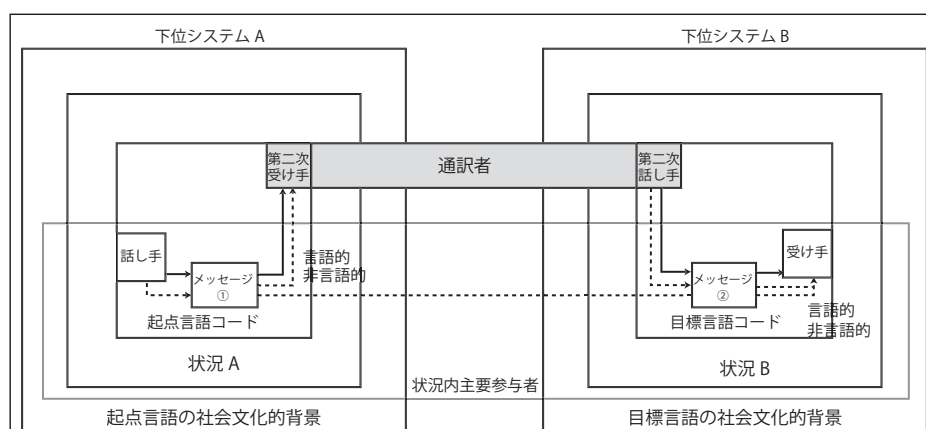 下位システム A
下位システム B
第二次
受け手
通訳者
第二次
話し手
話し手
メッセージ
①
言語的
非言語的
起点言語コード
状況 A
起点言語の社会文化的背景
状況内主要参与者
受け手
メッセージ
②
言語的
非言語的
目標言語コード
状況 B
目標言語の社会文化的背景